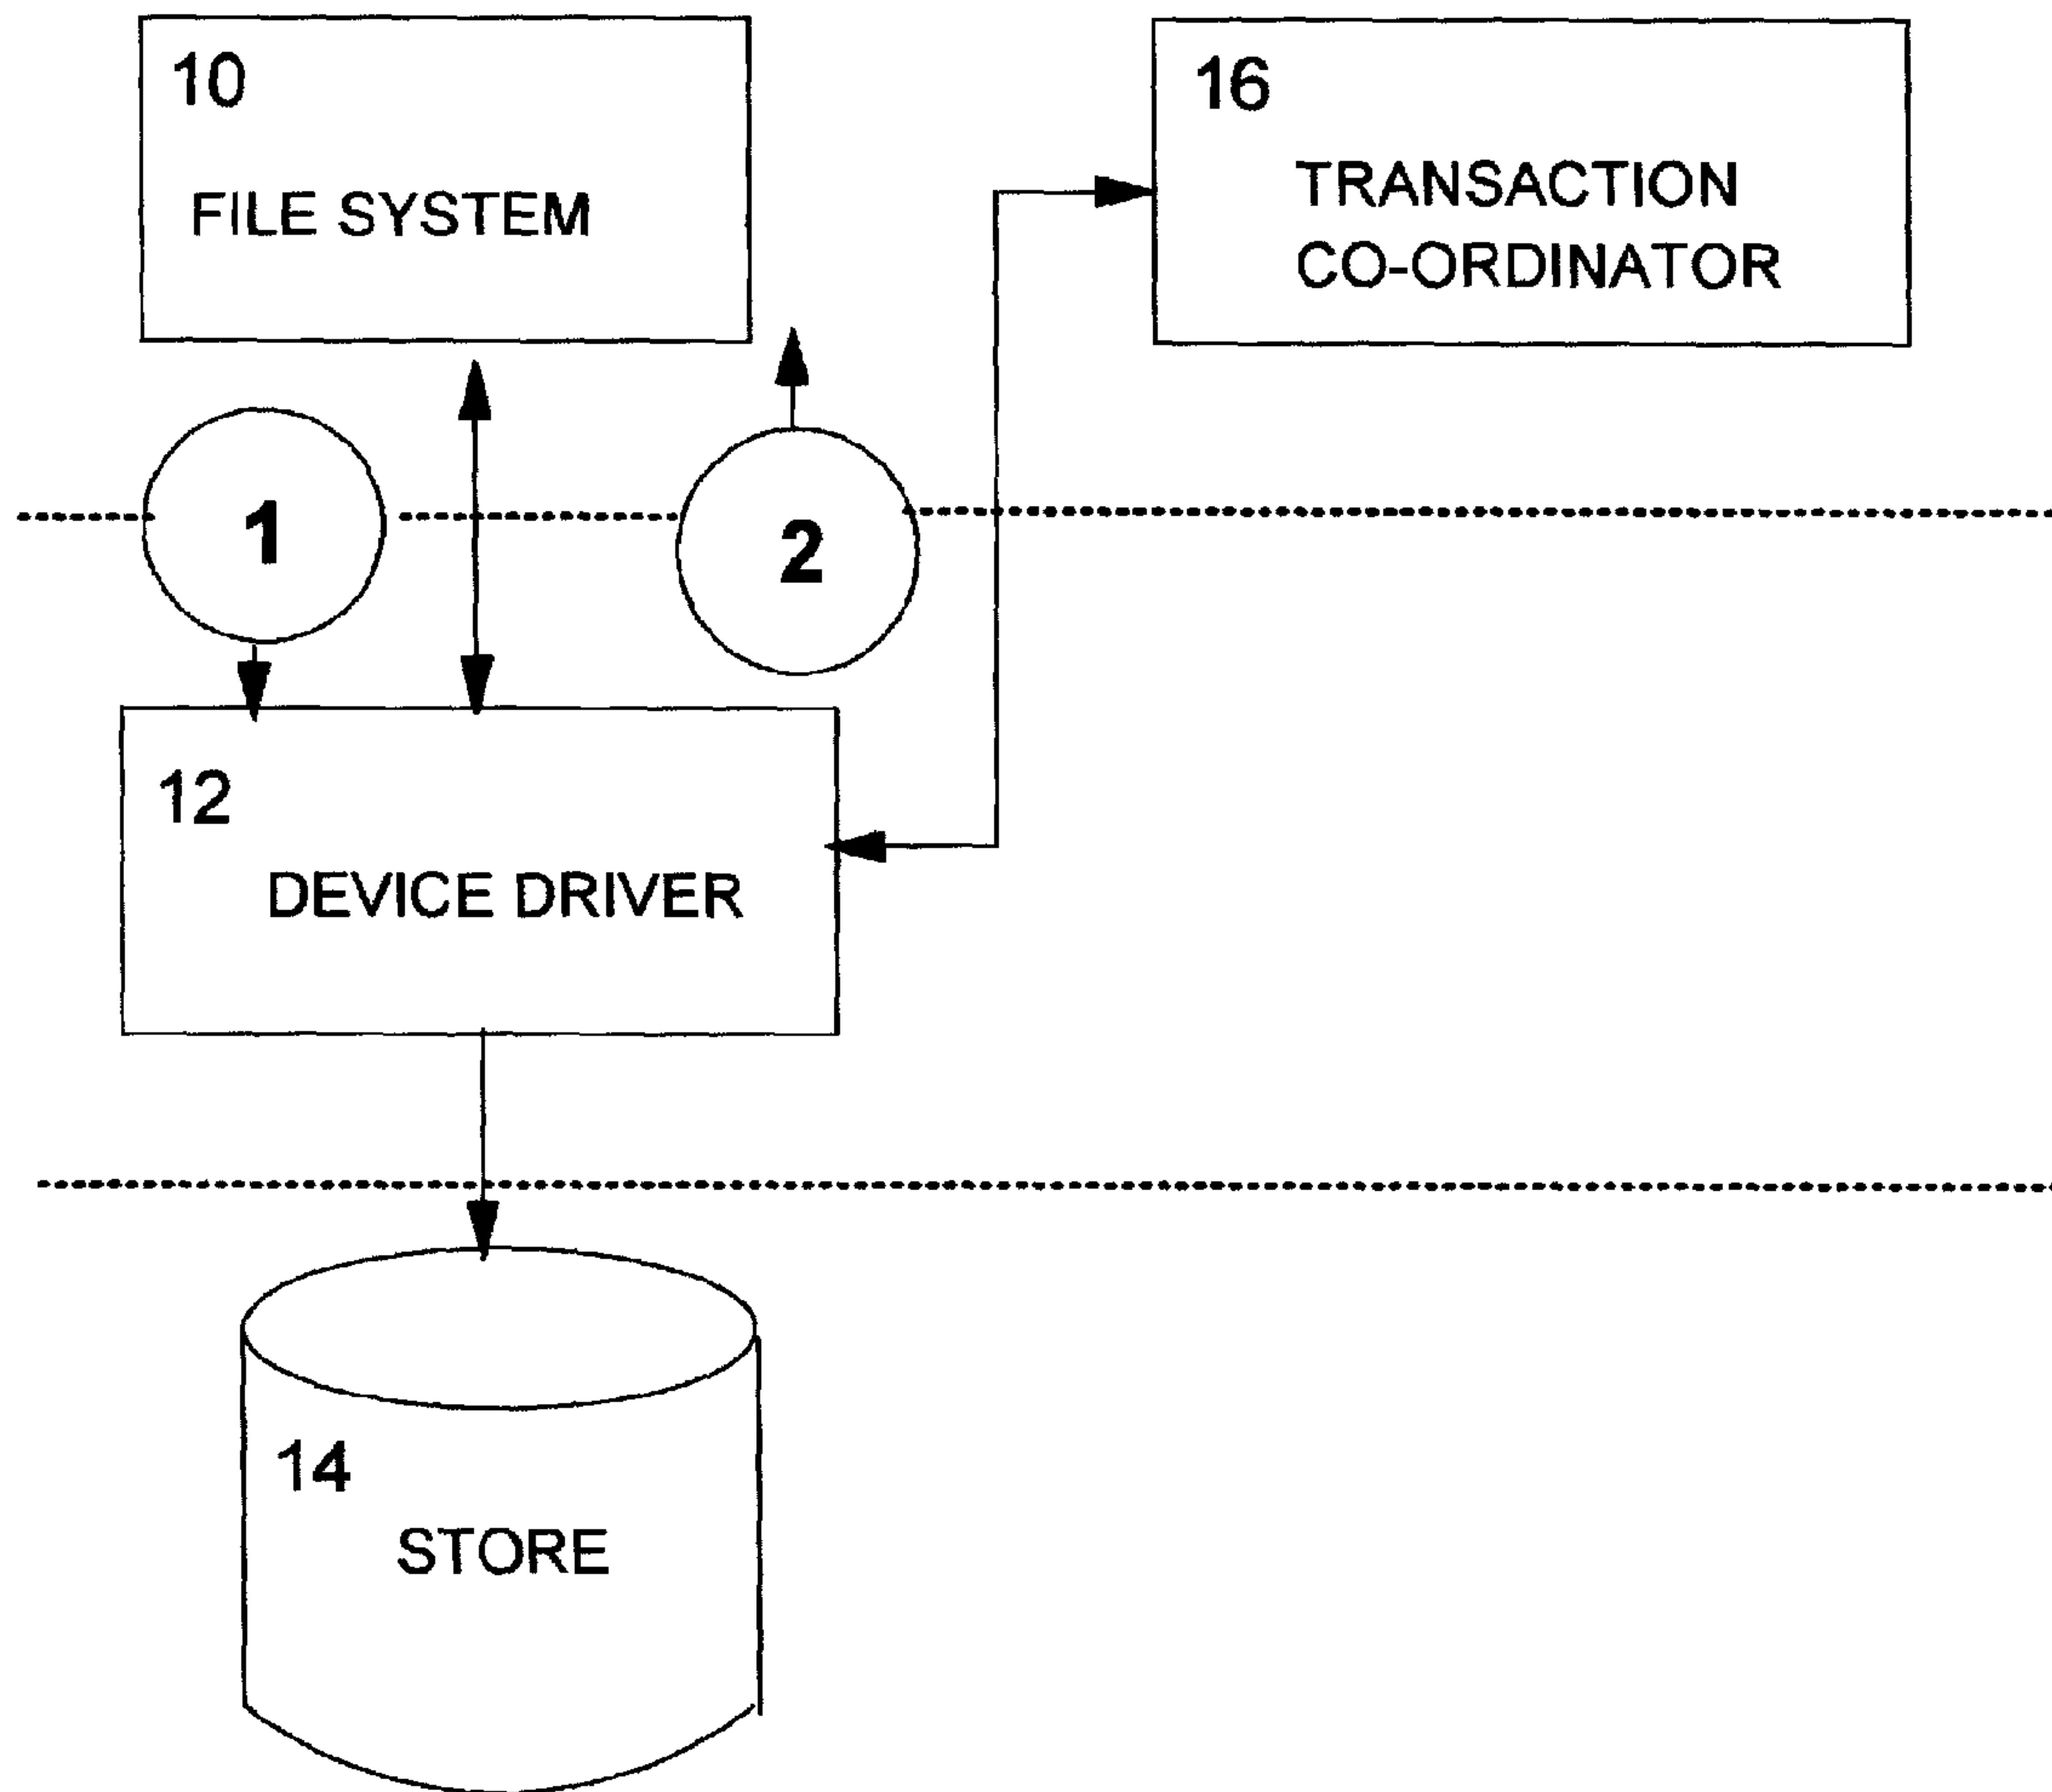 10
FILE SYSTEM
16
TRANSACTION
CO-ORDINATOR
1
2
12
DEVICE DRIVER
14
STORE